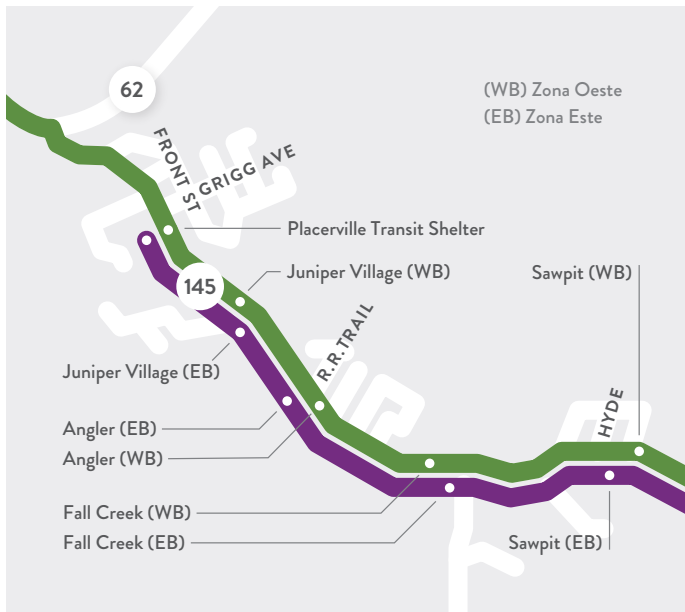 62
(WB) Zona Oeste
(EB) Zona Este
FRONT ST
GRIGG AVE
Placerville Transit Shelter
Juniper Village (WB)
Sawpit (WB)
145
R.R.TRAIL
Juniper Village (EB)
HYDE
Angler (EB)
Angler (WB)
Fall Creek (WB)
Fall Creek (EB)
Sawpit (EB)